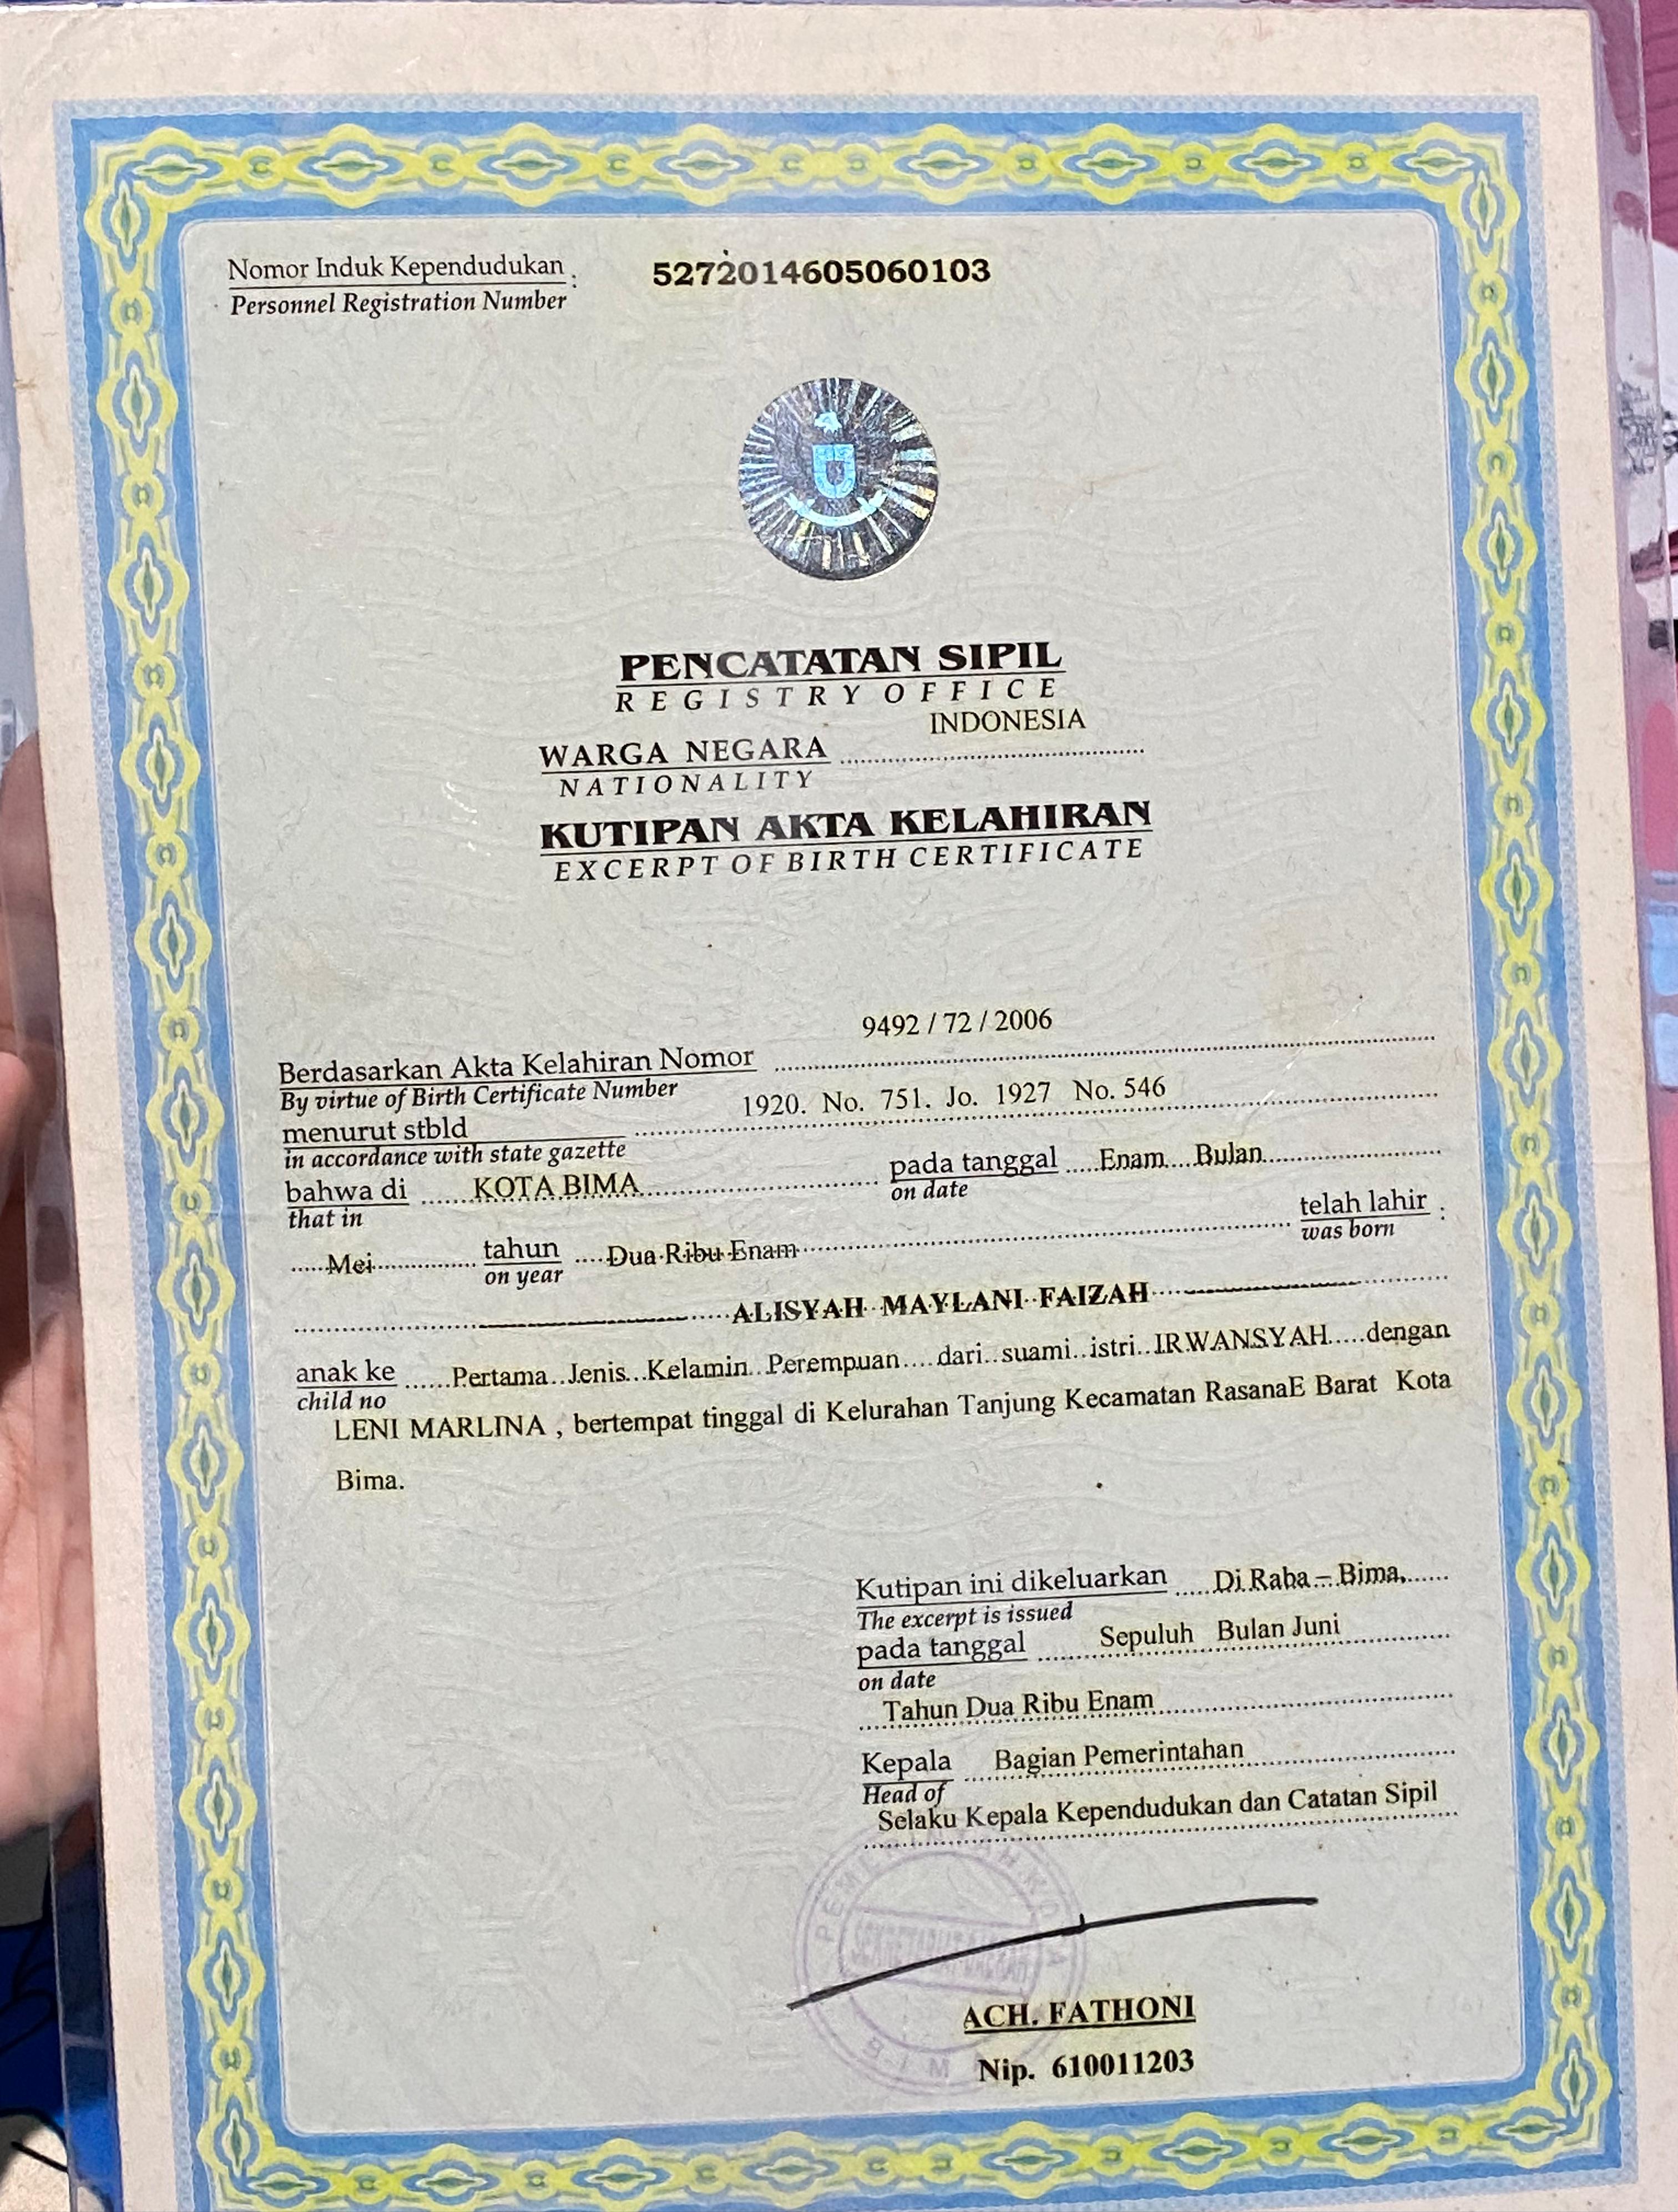 Nomor Induk Kependudukan : 5272014605060103
Personnel Registration Number
PENCATATAN SIPIL
REGISTRY OFFICE
INDONESIA
WARGA NEGARA
NATIONALITY
KUTIPAN AKTA KELAHIRAN
EXCERPT OF BIRTH CERTIFICATE
9492 / 72 / 2006
Berdasarkan Akta Kelahiran Nomor
By virtue of Birth Certificate Number
1920. No. 751. Jo. 1927 No. 546
menurut stbld
in accordance with state gazette
bahwa di KOTA BIMA pada tanggal Enam Bulan
that in on date
Mei tahun Dua Ribu Enam telah lahir :
on year was born
ALISYAH MAYLANI FAIZAH
anak ke Pertama Jenis Kelamin Perempuan dari suami istri IRWANSYAH dengan
child no
LENI MARLINA , bertempat tinggal di Kelurahan Tanjung Kecamatan RasanaE Barat Kota
Bima.
Kutipan ini dikeluarkan Di Raba – Bima,
The excerpt is issued
pada tanggal Sepuluh Bulan Juni
on date
Tahun Dua Ribu Enam
Kepala Bagian Pemerintahan
Head of
Selaku Kepala Kependudukan dan Catatan Sipil
PEMERINTAH KOTA
SEKRETARIAT DAERAH
BIMA
ACH. FATHONI
Nip. 610011203